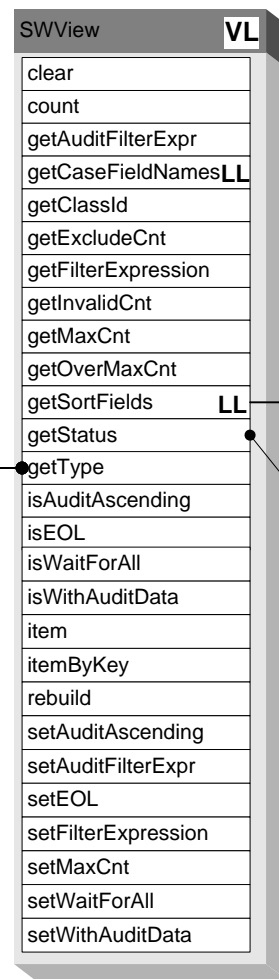 SWView VL
clear
count
getAuditFilterExpr
getCaseFieldNames LL
getClassId
getExcludeCnt
getFilterExpression
getInvalidCnt
getMaxCnt
getOverMaxCnt
getSortFields LL
getStatus
getType
isAuditAscending
isEOL
isWaitForAll
isWithAuditData
item
itemByKey
rebuild
setAuditAscending
setAuditFilterExpr
setEOL
setFilterExpression
setMaxCnt
setWaitForAll
setWithAuditData